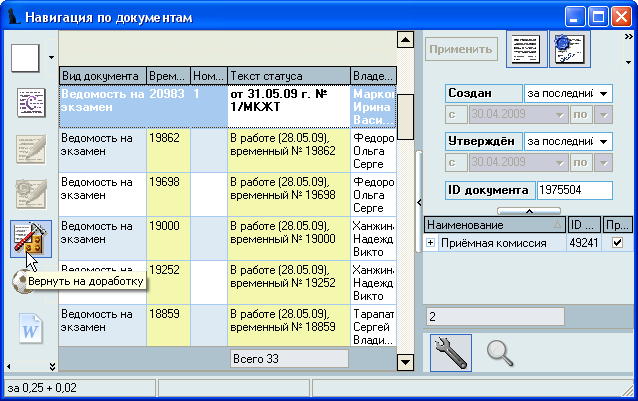 Навигация по документам
Вид документа Врем... Ном... Текст статуса Владе...
Ведомость на экзамен 20983 1 от 31.05.09 г. № 1/МКЖТ Марко Ирина Васи...
Ведомость на экзамен 19862 В работе (28.05.09), временный № 19862 Федоро Ольга Серге
Ведомость на экзамен 19698 В работе (28.05.09), временный № 19698 Федоро Ольга Серге
Ведомость на экзамен 19000 В работе (28.05.09), временный № 19000 Ханжин Надежд Викто
Ведомость на экзамен 19252 В работе (28.05.09), временный № 19252 Ханжин Надежд Викто
Ведомость на экзамен 18859 В работе (28.05.09), временный № 18859 Тарапат Сергей Влади...
Всего 33
Вернуть на доработку
Применить
Создан за последний
с 30.04.2009 по
Утверждён за последний
с 30.04.2009 по
ID документа 1975504
Наименование ID ... Пр...
Приёмная комиссия 49241
2
за 0,25 + 0,02